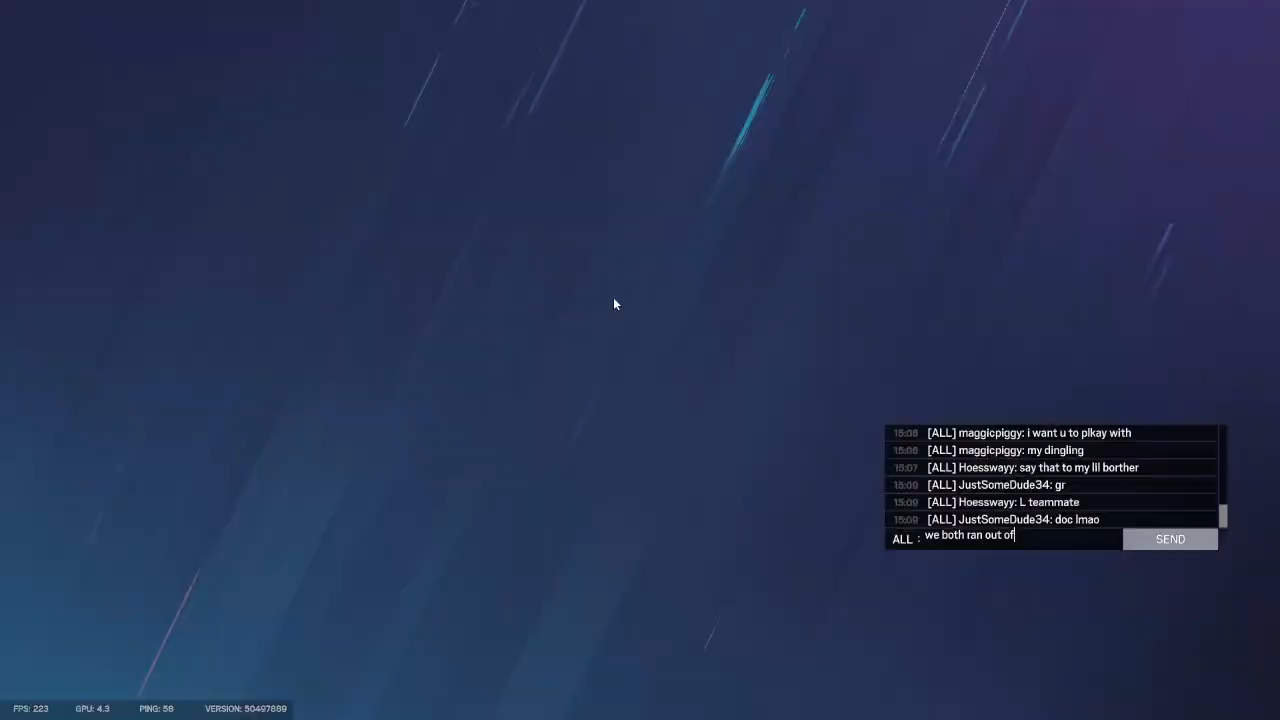 15:06 [ALL] maggicpiggy: i want u to plkay with
15:06 [ALL] maggicpiggy: my dingling
15:07 [ALL] Hoesswayy: say that to my lil borther
15:09 [ALL] JustSomeDude34: gr
15:09 [ALL] Hoesswayy: L teammate
15:09 [ALL] JustSomeDude34: doc lmao
ALL : we both ran out of SEND
FPS: 223 GPU: 4.3 PING: 58 VERSION: 50497889